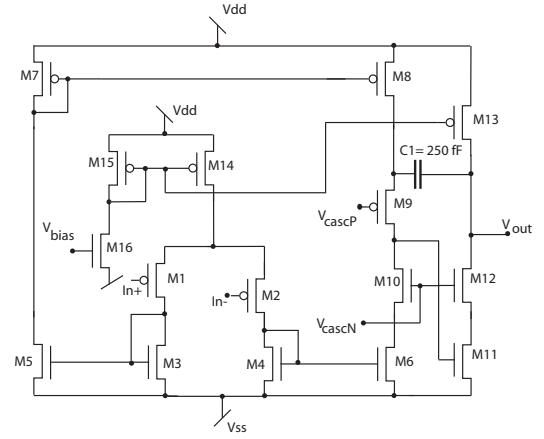 Vdd
M7
M8
Vdd
M13
C1= 250 fF
M15
M14
M9
VcascP
Vbias
M16
Vout
M1
In+
M2
In-
M10
M12
VcascN
M5
M3
M4
M6
M11
Vss